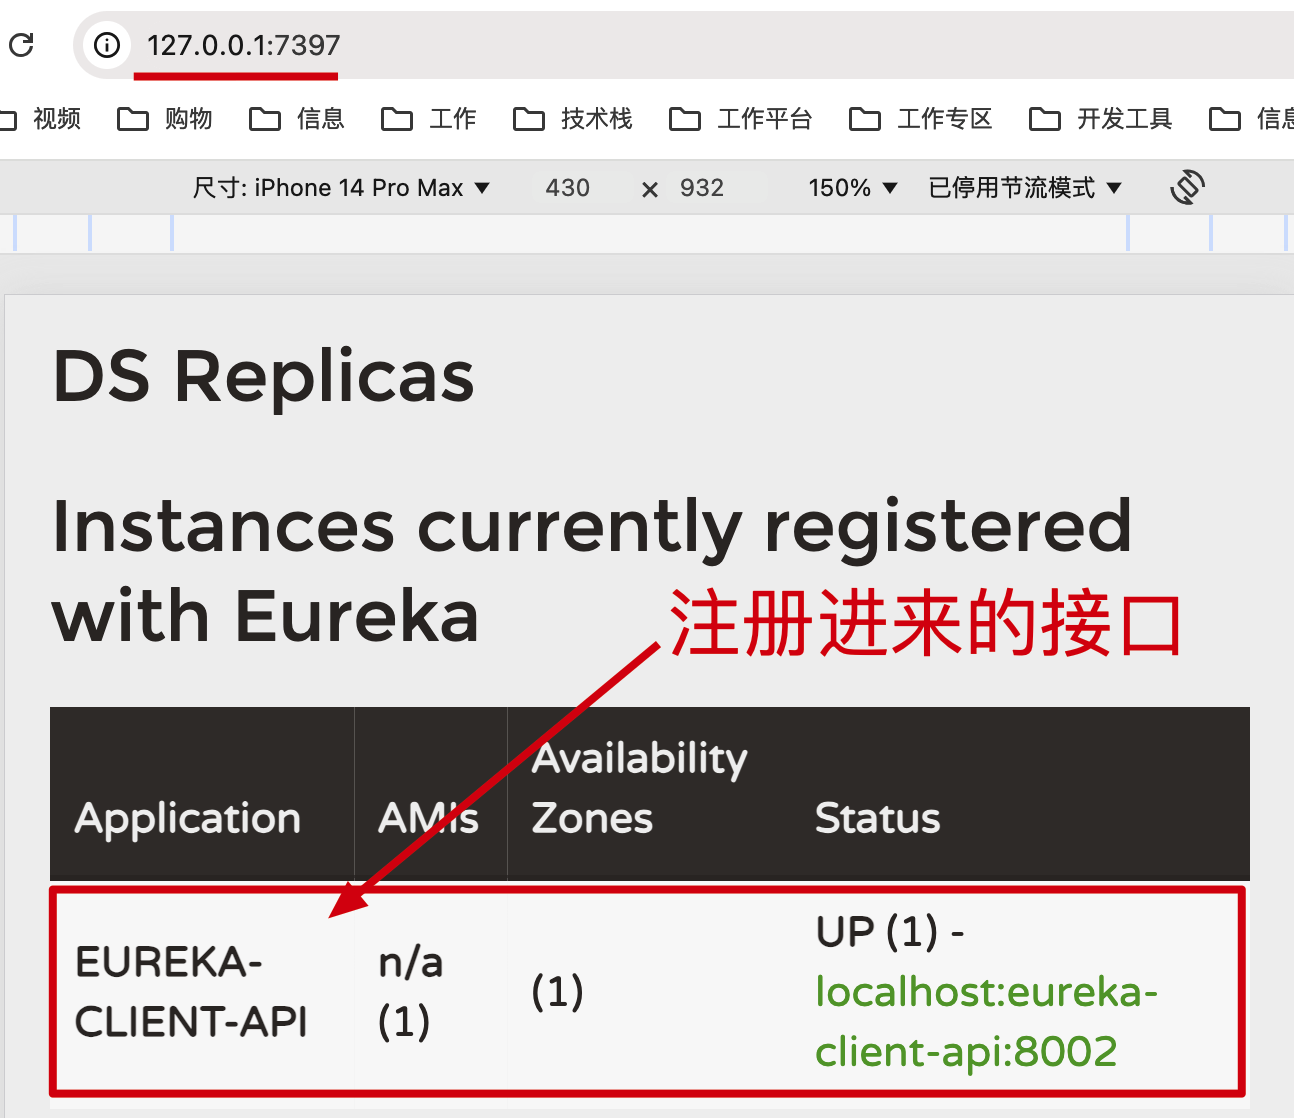 127.0.0.1:7397
视频 购物 信息 工作 技术栈 工作平台 工作专区 开发工具 信息
尺寸: iPhone 14 Pro Max ▼ 430 × 932 150% ▼ 已停用节流模式 ▼
DS Replicas
Instances currently registered
with Eureka
注册进来的接口
Application AMIs Availability Zones Status
EUREKA-CLIENT-API n/a (1) (1) UP (1) - localhost:eureka-client-api:8002